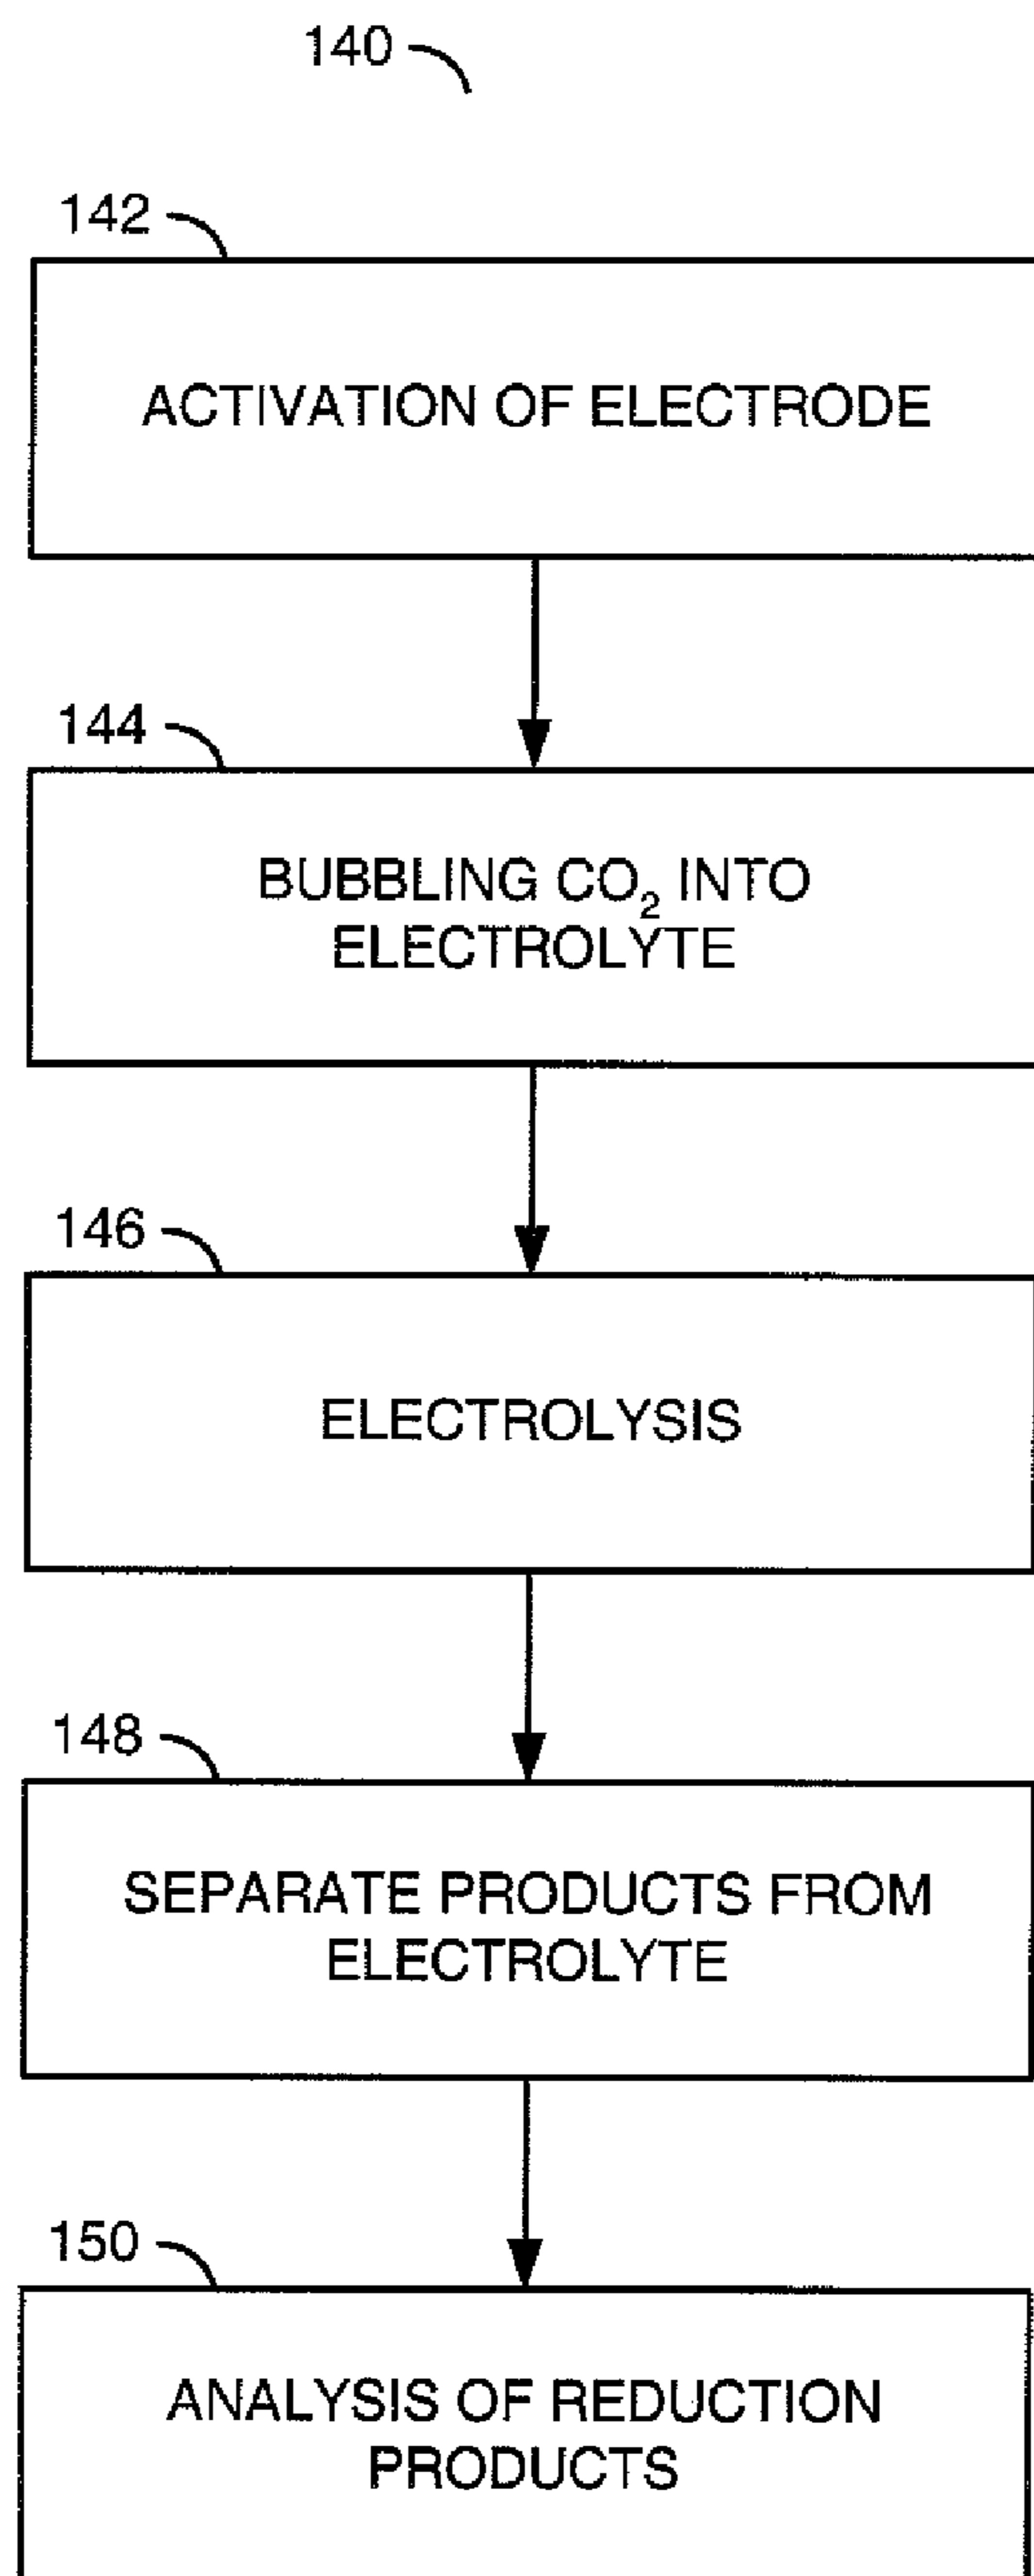 140
142
ACTIVATION OF ELECTRODE
144
BUBBLING CO₂ INTO
ELECTROLYTE
146
ELECTROLYSIS
148
SEPARATE PRODUCTS FROM
ELECTROLYTE
150
ANALYSIS OF REDUCTION
PRODUCTS